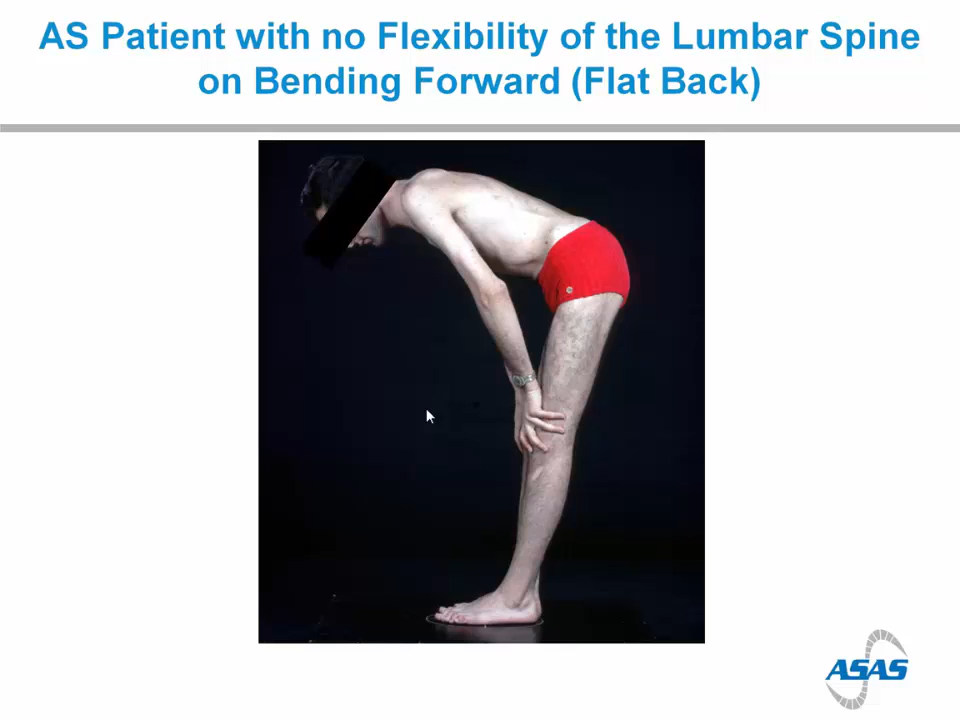 AS Patient with no Flexibility of the Lumbar Spine
on Bending Forward (Flat Back)
ASAS